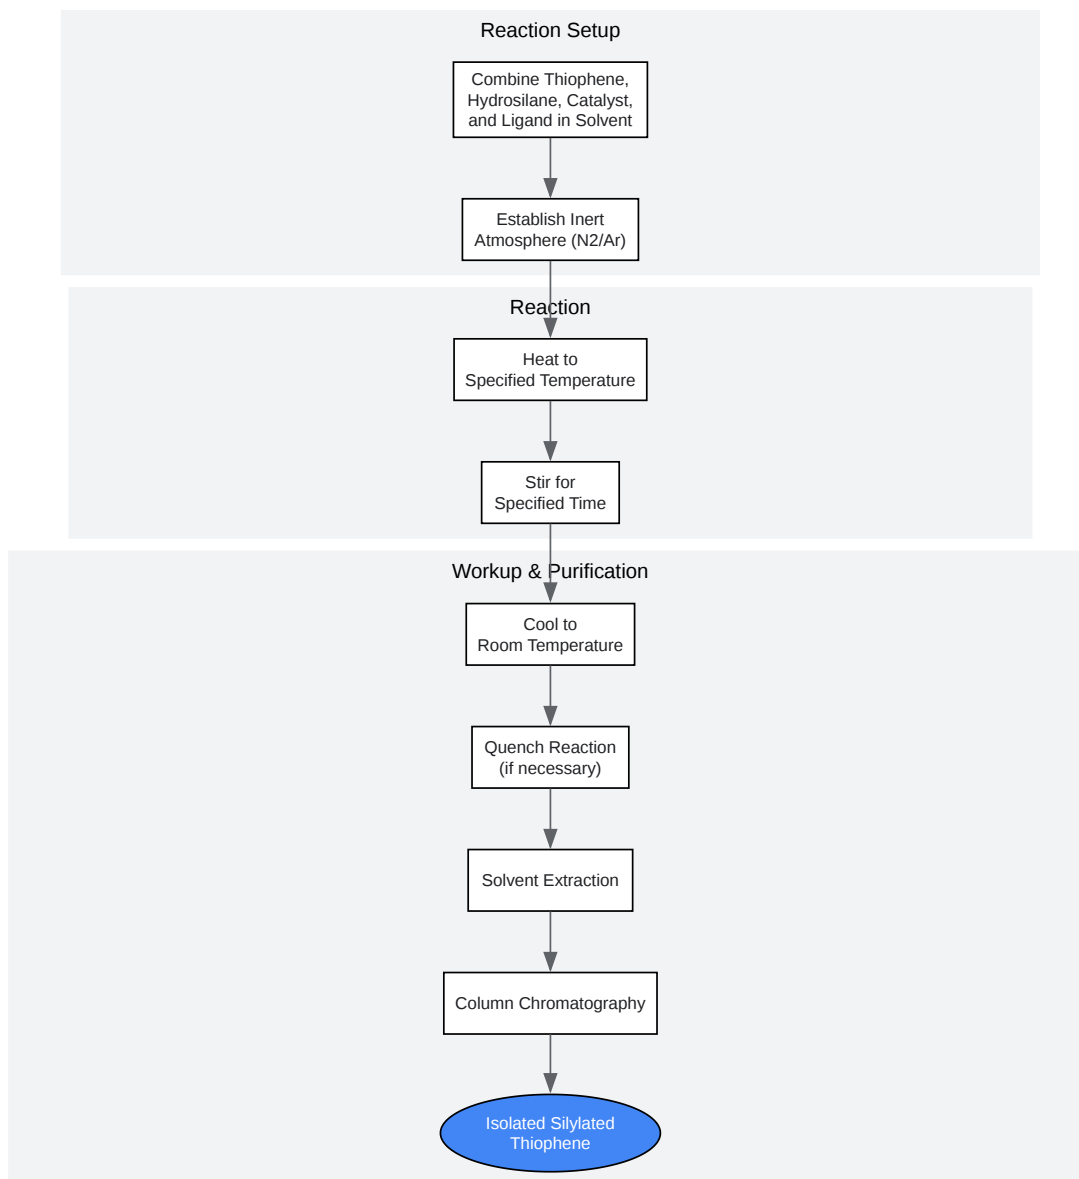 Reaction Setup
Combine Thiophene,
Hydrosilane, Catalyst,
and Ligand in Solvent
Establish Inert
Atmosphere (N2/Ar)
Reaction
Heat to
Specified Temperature
Stir for
Specified Time
Workup & Purification
Cool to
Room Temperature
Quench Reaction
(if necessary)
Solvent Extraction
Column Chromatography
Isolated Silylated
Thiophene